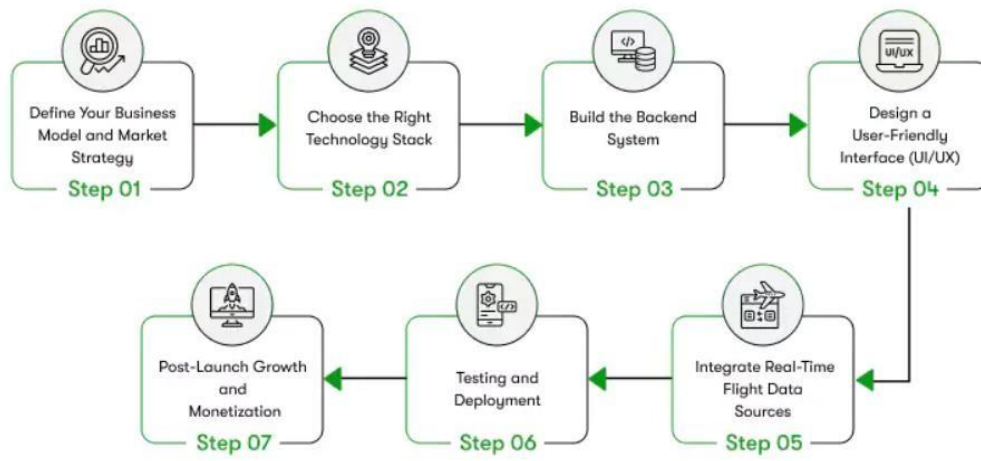 Define Your Business
Model and Market
Strategy
Step 01
Choose the Right
Technology Stack
Step 02
</>
Build the Backend
System
Step 03
UI/UX
Design a
User-Friendly
Interface (UI/UX)
Step 04
Integrate Real-Time
Flight Data
Sources
Step 05
</>
Testing and
Deployment
Step 06
Post-Launch Growth
and
Monetization
Step 07